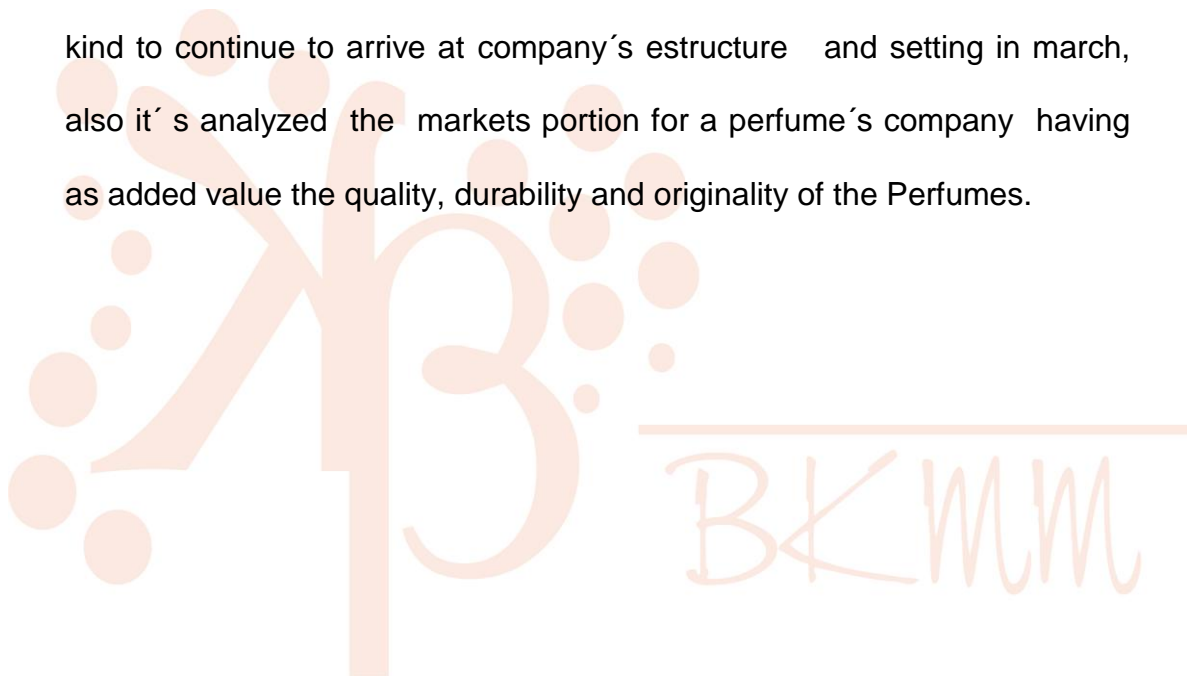 kind to continue to arrive at company´s estructure and setting in march,
also it´ s analyzed the markets portion for a perfume´s company having
as added value the quality, durability and originality of the Perfumes.
BKMM